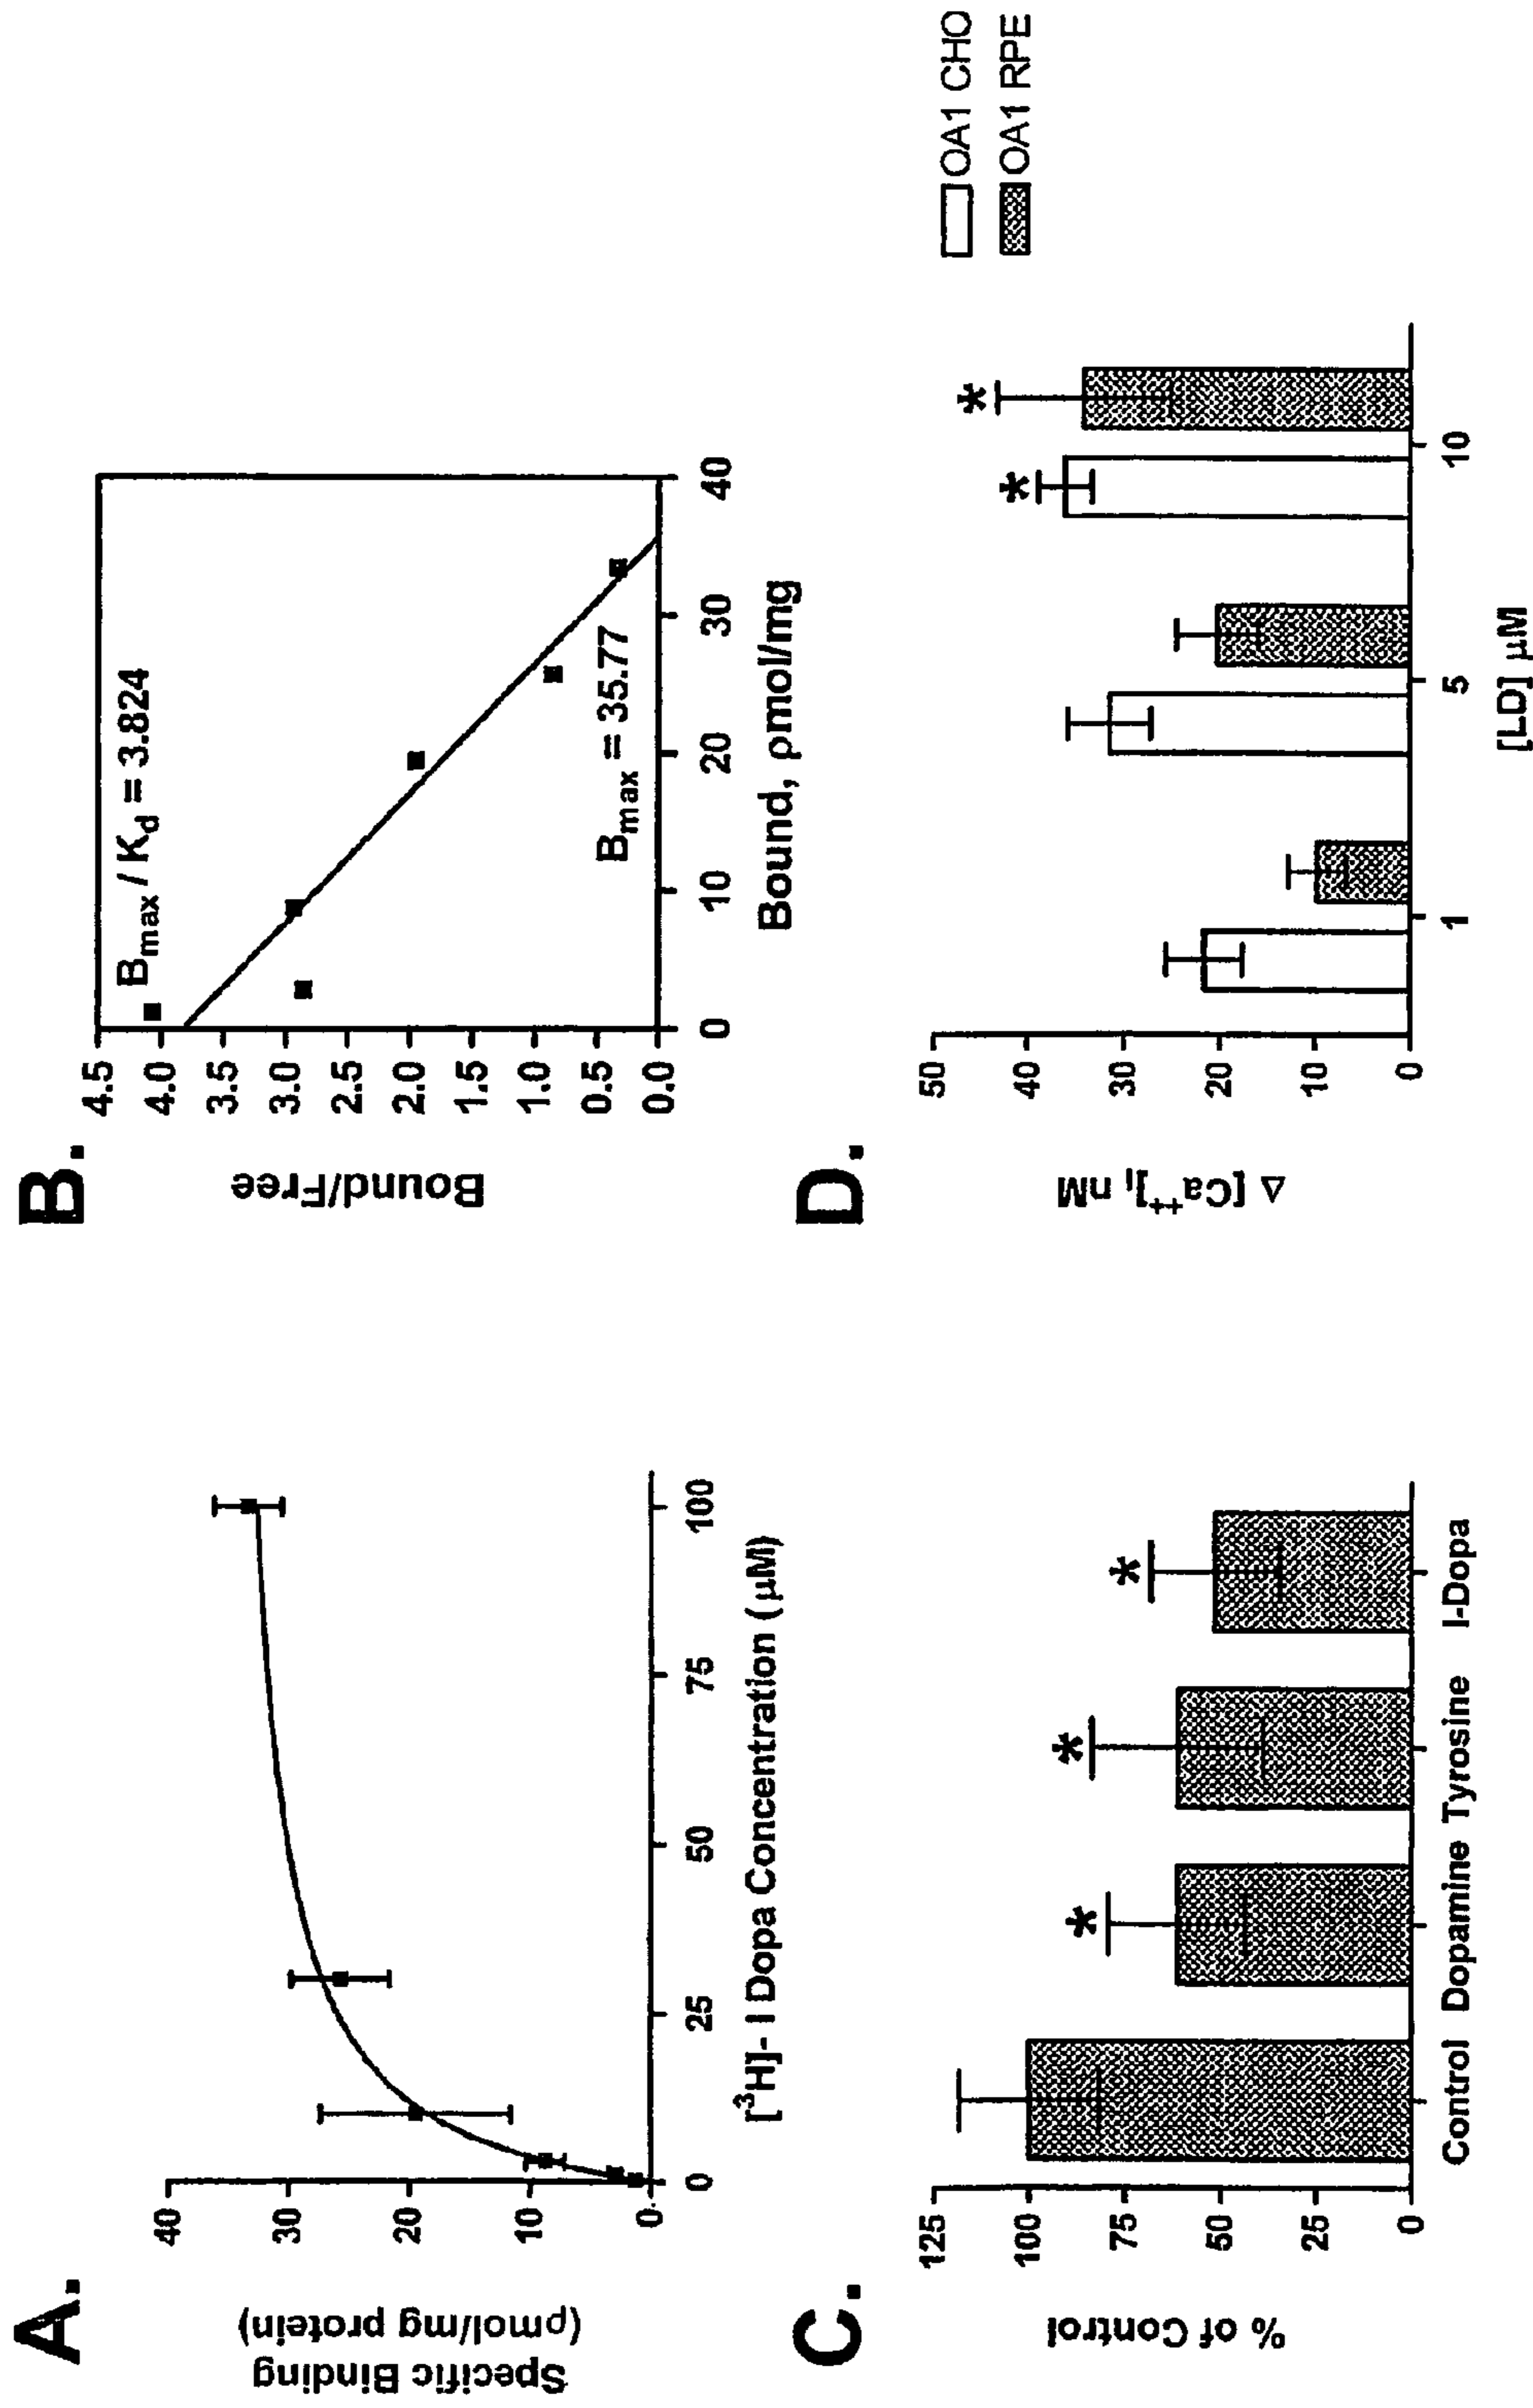 A.
Specific Binding
(ρmol/mg protein)
40
30
20
10
0
0
25
50
75
100
[³H]- l Dopa Concentration (μM)
B.
Bound/Free
4.5
4.0
3.5
3.0
2.5
2.0
1.5
1.0
0.5
0.0
Bmax / Kd = 3.824
Bmax = 35.77
0
10
20
30
40
Bound, ρmol/mg
C.
% of Control
125
100
75
50
25
0
*
*
*
Control Dopamine Tyrosine l-Dopa
D.
Δ [Ca⁺⁺]i, nM
50
40
30
20
10
0
*
*
1
5
10
[LD] μM
OA1 CHO
OA1 RPE